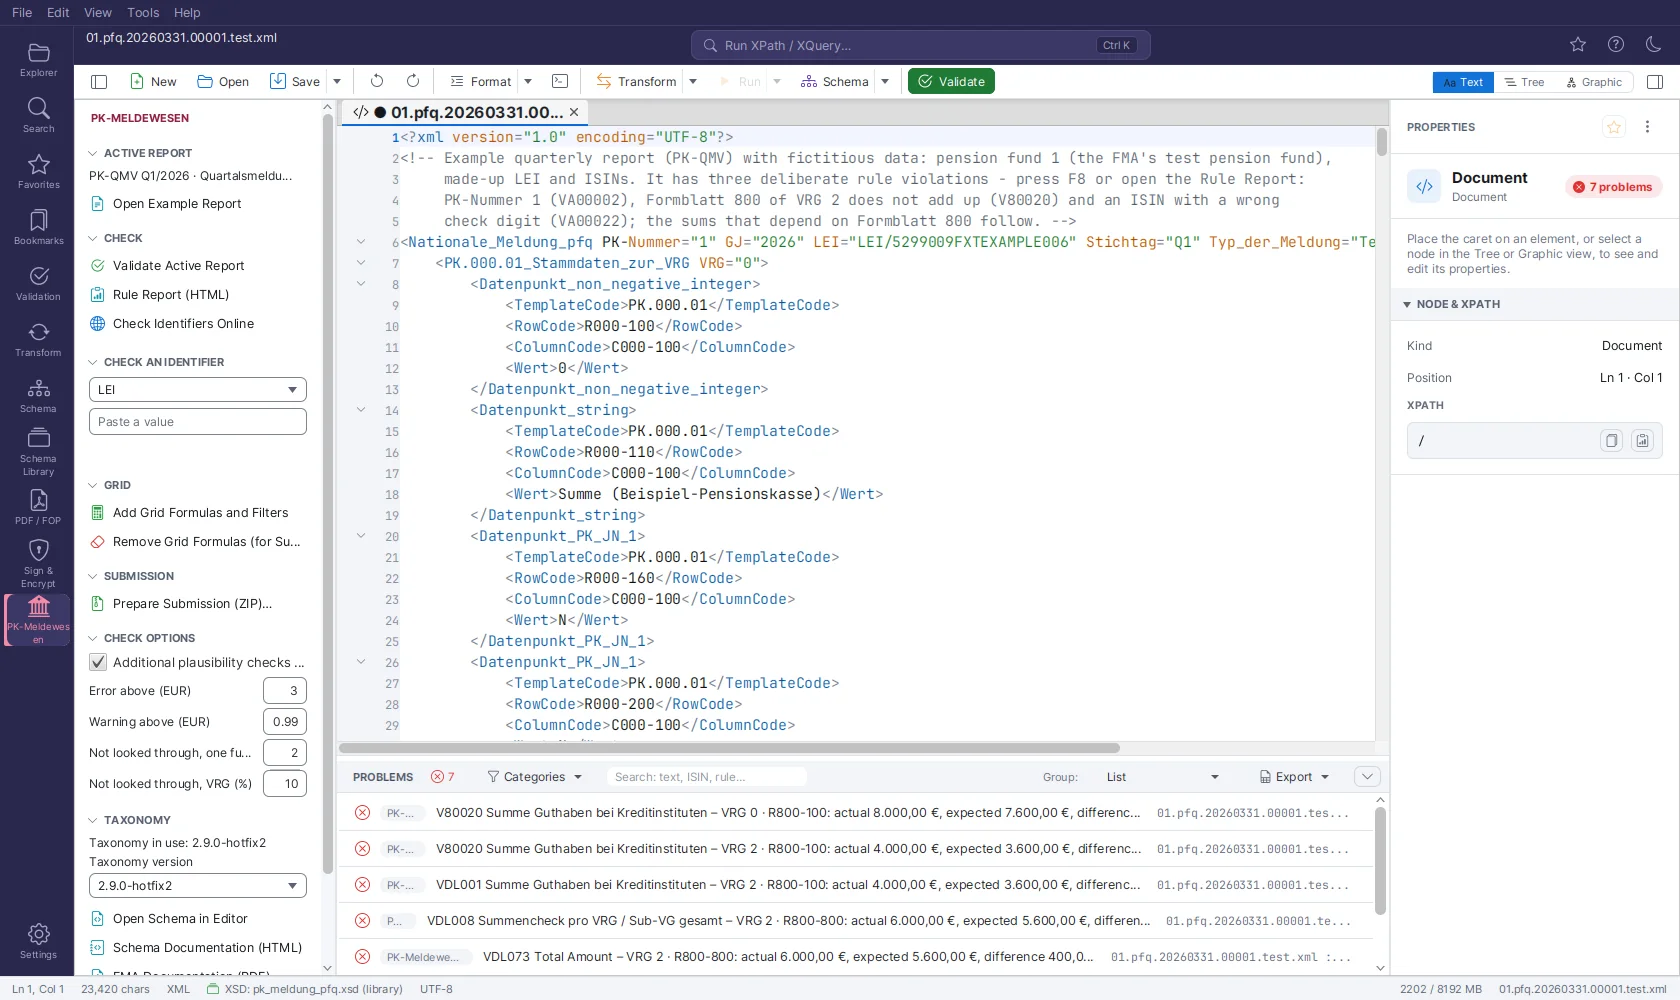 File Edit View Tools Help
01.pfq.20260331.00001.test.xml
Run XPath / XQuery... Ctrl K
New Open Save Format Transform Run Schema Validate Aa Text Tree Graphic
Explorer
Search
Favorites
Bookmarks
Validation
Transform
Schema
Schema
Library
PDF / FOP
Sign &
Encrypt
PK-Meldewes
en
Settings
PK-MELDEWESEN
ACTIVE REPORT
PK-QMV Q1/2026 · Quartalsmeldu...
Open Example Report
CHECK
Validate Active Report
Rule Report (HTML)
Check Identifiers Online
CHECK AN IDENTIFIER
LEI
Paste a value
GRID
Add Grid Formulas and Filters
Remove Grid Formulas (for Su...
SUBMISSION
Prepare Submission (ZIP)...
CHECK OPTIONS
Additional plausibility checks ...
Error above (EUR) 3
Warning above (EUR) 0.99
Not looked through, one fu... 2
Not looked through, VRG (%) 10
TAXONOMY
Taxonomy in use: 2.9.0-hotfix2
Taxonomy version
2.9.0-hotfix2
Open Schema in Editor
Schema Documentation (HTML)
FMA Documentation (PDF)
</> ● 01.pfq.20260331.00... ×
1 <?xml version="1.0" encoding="UTF-8"?>
2 <!-- Example quarterly report (PK-QMV) with fictitious data: pension fund 1 (the FMA's test pension fund),
3 made-up LEI and ISINs. It has three deliberate rule violations - press F8 or open the Rule Report:
4 PK-Nummer 1 (VA00002), Formblatt 800 of VRG 2 does not add up (V80020) and an ISIN with a wrong
5 check digit (VA00022); the sums that depend on Formblatt 800 follow. -->
6 <Nationale_Meldung_pfq PK-Nummer="1" GJ="2026" LEI="LEI/5299009FXTEXAMPLE006" Stichtag="Q1" Typ_der_Meldung="Te
7 <PK.000.01_Stammdaten_zur_VRG VRG="0">
8 <Datenpunkt_non_negative_integer>
9 <TemplateCode>PK.000.01</TemplateCode>
10 <RowCode>R000-100</RowCode>
11 <ColumnCode>C000-100</ColumnCode>
12 <Wert>0</Wert>
13 </Datenpunkt_non_negative_integer>
14 <Datenpunkt_string>
15 <TemplateCode>PK.000.01</TemplateCode>
16 <RowCode>R000-110</RowCode>
17 <ColumnCode>C000-100</ColumnCode>
18 <Wert>Summe (Beispiel-Pensionskasse)</Wert>
19 </Datenpunkt_string>
20 <Datenpunkt_PK_JN_1>
21 <TemplateCode>PK.000.01</TemplateCode>
22 <RowCode>R000-160</RowCode>
23 <ColumnCode>C000-100</ColumnCode>
24 <Wert>N</Wert>
25 </Datenpunkt_PK_JN_1>
26 <Datenpunkt_PK_JN_1>
27 <TemplateCode>PK.000.01</TemplateCode>
28 <RowCode>R000-200</RowCode>
29 <ColumnCode>C000-100</ColumnCode>
PROBLEMS 7 Categories Search: text, ISIN, rule... Group: List Export
PK-... V80020 Summe Guthaben bei Kreditinstituten – VRG 0 · R800-100: actual 8.000,00 €, expected 7.600,00 €, differenc... 01.pfq.20260331.00001.tes...
PK-... V80020 Summe Guthaben bei Kreditinstituten – VRG 2 · R800-100: actual 4.000,00 €, expected 3.600,00 €, differenc... 01.pfq.20260331.00001.tes...
PK-... VDL001 Summe Guthaben bei Kreditinstituten – VRG 2 · R800-100: actual 4.000,00 €, expected 3.600,00 €, differenc... 01.pfq.20260331.00001.tes...
P... VDL008 Summencheck pro VRG / Sub-VG gesamt – VRG 2 · R800-800: actual 6.000,00 €, expected 5.600,00 €, differen... 01.pfq.20260331.00001.te...
PK-Meldewe... VDL073 Total Amount – VRG 2 · R800-800: actual 6.000,00 €, expected 5.600,00 €, difference 400,0... 01.pfq.20260331.00001.test.xml :...
PROPERTIES
</> Document
Document
7 problems
Place the caret on an element, or select a
node in the Tree or Graphic view, to see and
edit its properties.
NODE & XPATH
Kind Document
Position Ln 1 · Col 1
XPATH
/
Ln 1, Col 1 23,420 chars XML XSD: pk_meldung_pfq.xsd (library) UTF-8 2202 / 8192 MB 01.pfq.20260331.00001.test.xml